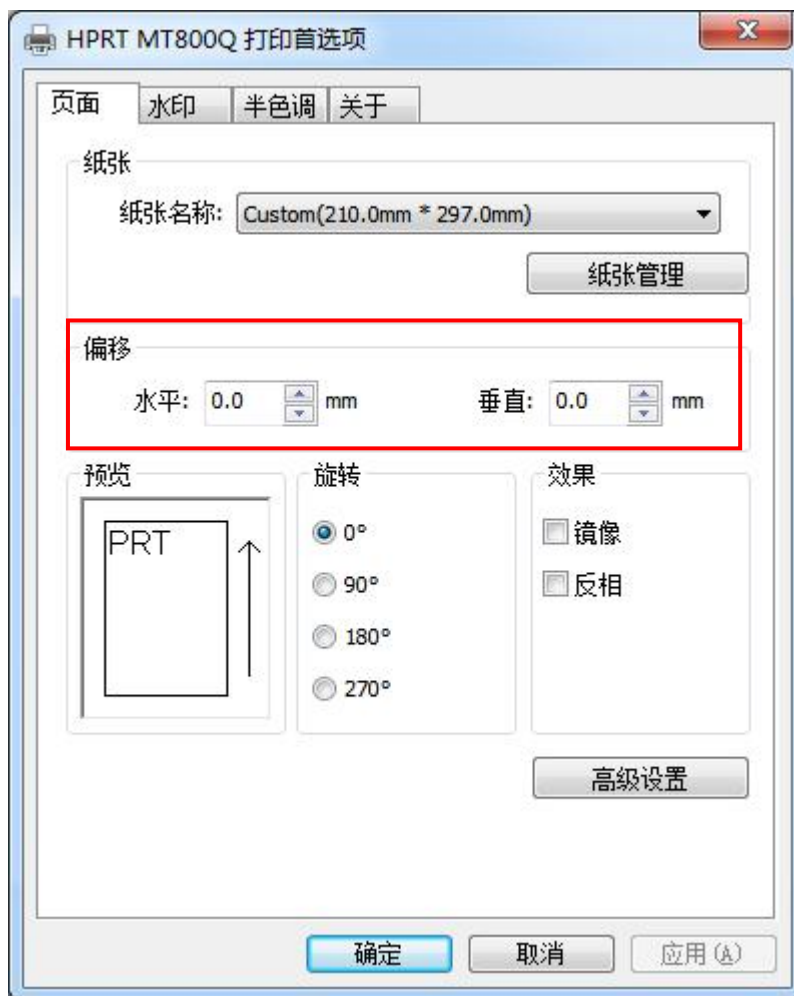 HPRT MT800Q 打印首选项
页面 水印 半色调 关于
纸张
纸张名称: Custom(210.0mm * 297.0mm)
纸张管理
偏移
水平: 0.0 mm 垂直: 0.0 mm
预览 旋转 效果
PRT
0° 镜像
90° 反相
180°
270°
高级设置
确定 取消 应用(A)